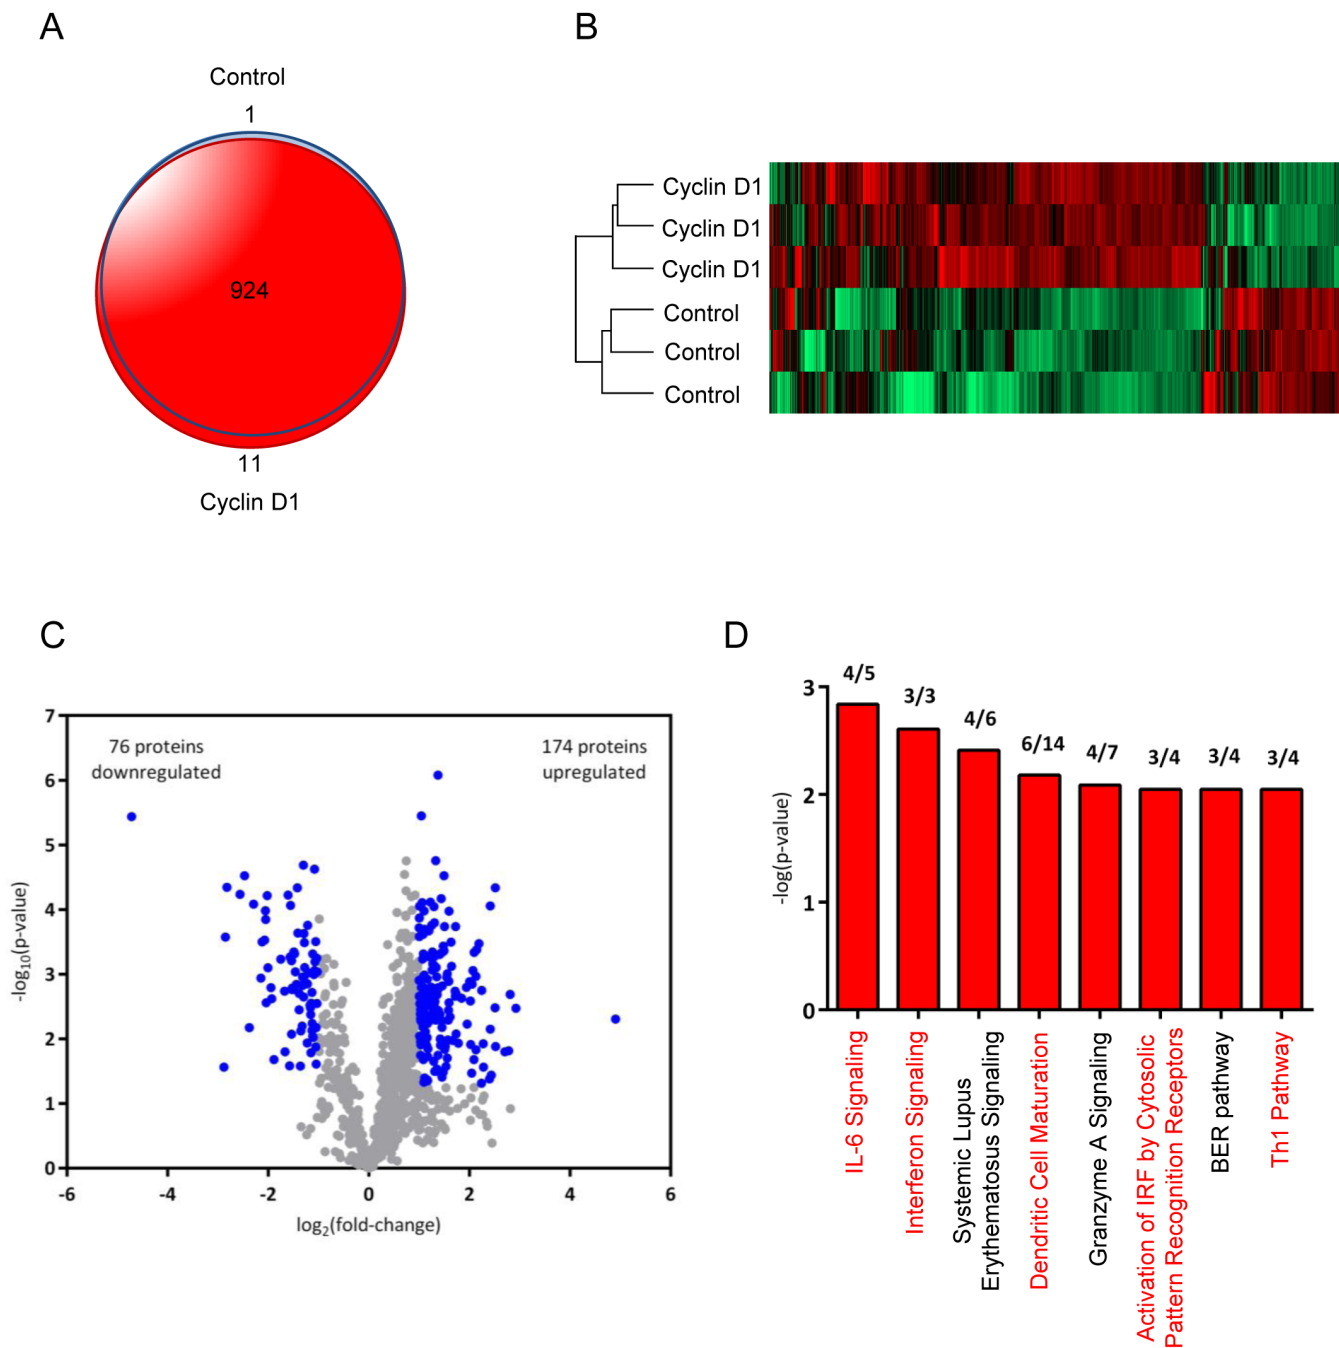 A
Control
1
924
11
Cyclin D1
B
Cyclin D1
Cyclin D1
Cyclin D1
Control
Control
Control
C
76 proteins
downregulated
174 proteins
upregulated
7
6
5
4
3
2
1
0
-log10(p-value)
-6
-4
-2
0
2
4
6
log2(fold-change)
D
3
2
1
0
-log(p-value)
4/5
3/3
4/6
6/14
4/7
3/4
3/4
3/4
IL-6 Signaling
Interferon Signaling
Systemic Lupus
Erythematosus Signaling
Dendritic Cell Maturation
Granzyme A Signaling
Activation of IRF by Cytosolic
Pattern Recognition Receptors
BER pathway
Th1 Pathway